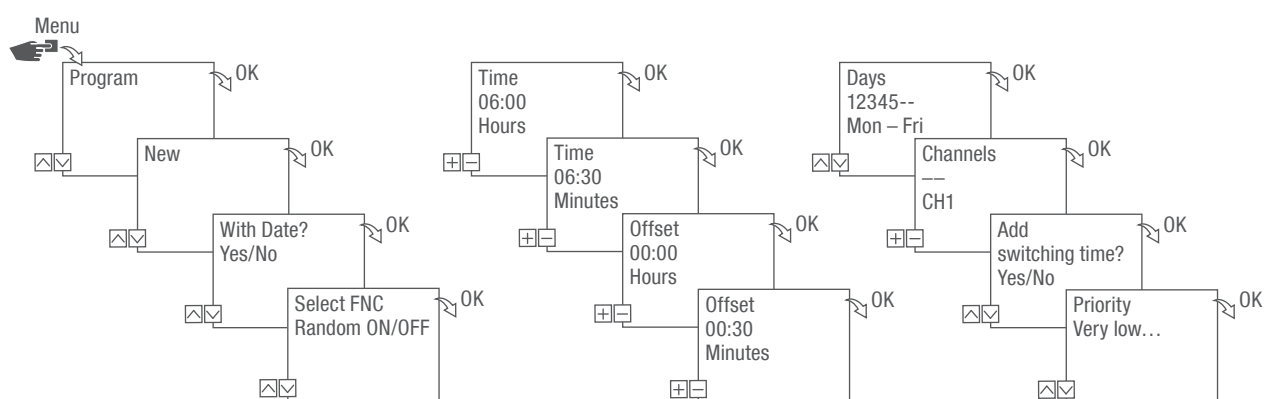 Menu
Program
OK
New
OK
With Date?
Yes/No
OK
Select FNC
Random ON/OFF
OK
Time
06:00
Hours
OK
Time
06:30
Minutes
OK
Offset
00:00
Hours
OK
Offset
00:30
Minutes
OK
Days
12345--
Mon – Fri
OK
Channels
––
CH1
OK
Add
switching time?
Yes/No
OK
Priority
Very low…
OK